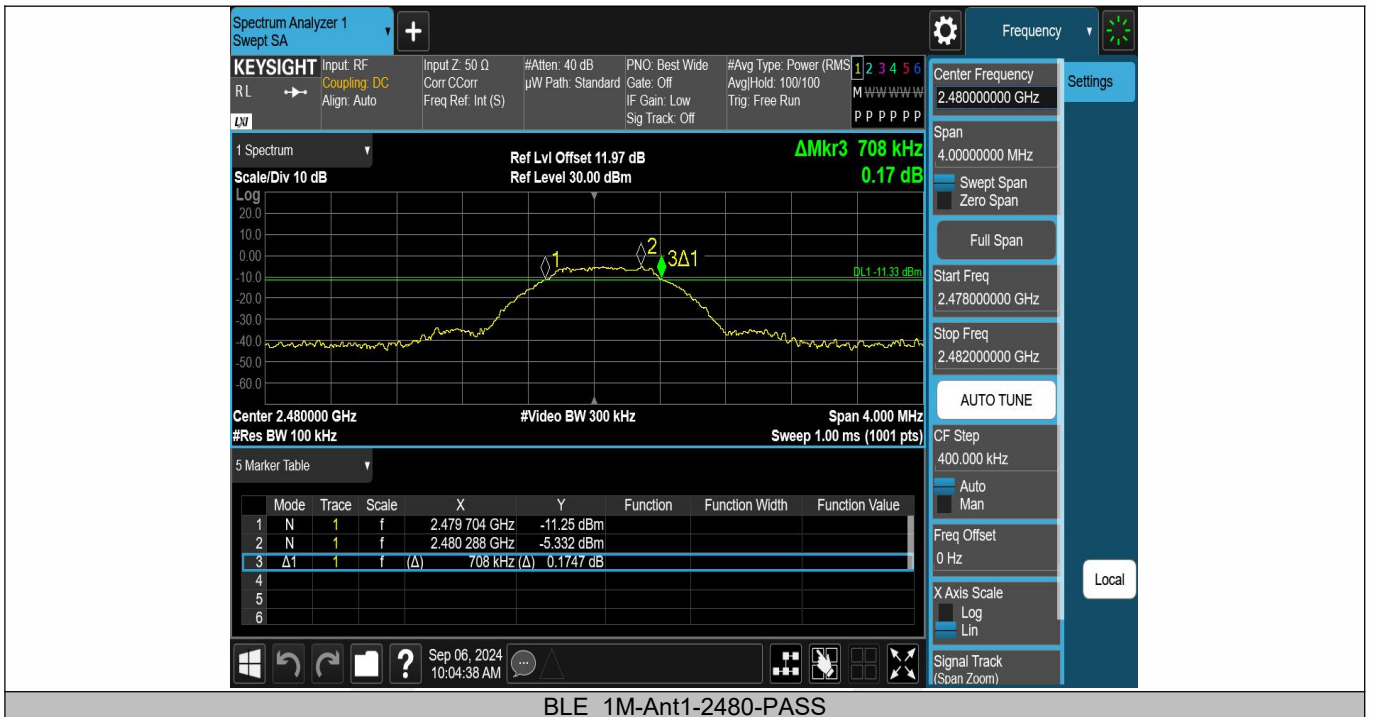 Spectrum Analyzer 1
Swept SA
+
Frequency
KEYSIGHT
RL
LXI
Input: RF
Coupling: DC
Align: Auto
Input Z: 50 Ω
Corr CCorr
Freq Ref: Int (S)
#Atten: 40 dB
µW Path: Standard
PNO: Best Wide
Gate: Off
IF Gain: Low
Sig Track: Off
#Avg Type: Power (RMS
Avg|Hold: 100/100
Trig: Free Run
1 2 3 4 5 6
M W W W W W
P P P P P P
1 Spectrum
Scale/Div 10 dB
Ref Lvl Offset 11.97 dB
Ref Level 30.00 dBm
ΔMkr3 708 kHz
0.17 dB
Log
20.0
10.0
0.00
-10.0
-20.0
-30.0
-40.0
-50.0
-60.0
1
2
3Δ1
DL1 -11.33 dBm
Center 2.480000 GHz
#Video BW 300 kHz
Span 4.000 MHz
#Res BW 100 kHz
Sweep 1.00 ms (1001 pts)
5 Marker Table
Mode Trace Scale X Y Function Function Width Function Value
1 N 1 f 2.479 704 GHz -11.25 dBm
2 N 1 f 2.480 288 GHz -5.332 dBm
3 Δ1 1 f (Δ) 708 kHz (Δ) 0.1747 dB
4
5
6
Sep 06, 2024
10:04:38 AM
?
Center Frequency
2.480000000 GHz
Settings
Span
4.00000000 MHz
Swept Span
Zero Span
Full Span
Start Freq
2.478000000 GHz
Stop Freq
2.482000000 GHz
AUTO TUNE
CF Step
400.000 kHz
Auto
Man
Freq Offset
0 Hz
X Axis Scale
Log
Lin
Local
Signal Track
(Span Zoom)
BLE_1M-Ant1-2480-PASS